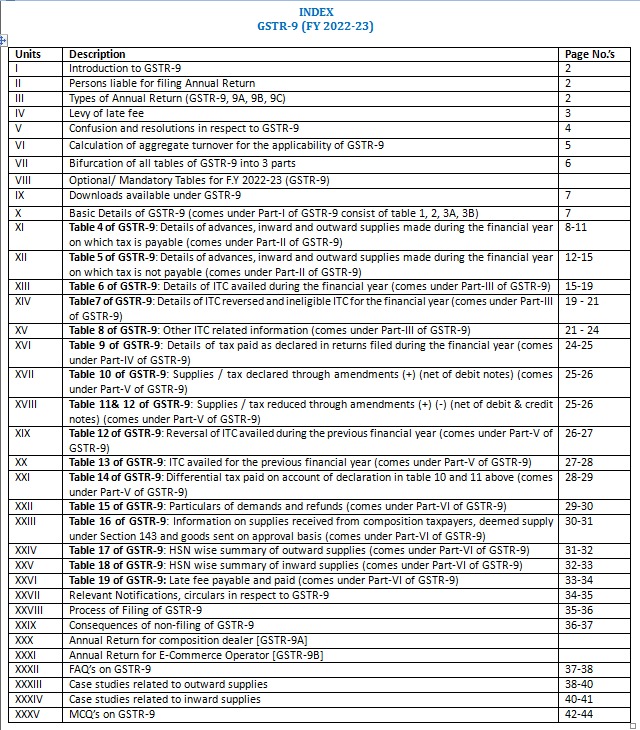 INDEX
GSTR-9 (FY 2022-23)
Units Description Page No.'s
I Introduction to GSTR-9 2
II Persons liable for filing Annual Return 2
III Types of Annual Return (GSTR-9, 9A, 9B, 9C) 2
IV Levy of late fee 3
V Confusion and resolutions in respect to GSTR-9 4
VI Calculation of aggregate turnover for the applicability of GSTR-9 5
VII Bifurcation of all tables of GSTR-9 into 3 parts 6
VIII Optional/ Mandatory Tables for F.Y 2022-23 (GSTR-9)
IX Downloads available under GSTR-9 7
X Basic Details of GSTR-9 (comes under Part-I of GSTR-9 consist of table 1, 2, 3A, 3B) 7
XI Table 4 of GSTR-9: Details of advances, inward and outward supplies made during the financial year 8-11
on which tax is payable (comes under Part-II of GSTR-9)
XII Table 5 of GSTR-9: Details of advances, inward and outward supplies made during the financial year 12-15
on which tax is not payable (comes under Part-II of GSTR-9)
XIII Table 6 of GSTR-9: Details of ITC availed during the financial year (comes under Part-III of GSTR-9) 15-19
XIV Table7 of GSTR-9: Details of ITC reversed and ineligible ITC for the financial year (comes under Part-III 19 - 21
of GSTR-9)
XV Table 8 of GSTR-9: Other ITC related information (comes under Part-III of GSTR-9) 21 - 24
XVI Table 9 of GSTR-9: Details of tax paid as declared in returns filed during the financial year (comes 24-25
under Part-IV of GSTR-9)
XVII Table 10 of GSTR-9: Supplies / tax declared through amendments (+) (net of debit notes) (comes 25-26
under Part-V of GSTR-9)
XVIII Table 11& 12 of GSTR-9: Supplies / tax reduced through amendments (+) (-) (net of debit & credit 25-26
notes) (comes under Part-V of GSTR-9)
XIX Table 12 of GSTR-9: Reversal of ITC availed during the previous financial year (comes under Part-V of 26-27
GSTR-9)
XX Table 13 of GSTR-9: ITC availed for the previous financial year (comes under Part-V of GSTR-9) 27-28
XXI Table 14 of GSTR-9: Differential tax paid on account of declaration in table 10 and 11 above (comes 28-29
under Part-V of GSTR-9)
XXII Table 15 of GSTR-9: Particulars of demands and refunds (comes under Part-VI of GSTR-9) 29-30
XXIII Table 16 of GSTR-9: Information on supplies received from composition taxpayers, deemed supply 30-31
under Section 143 and goods sent on approval basis (comes under Part-VI of GSTR-9)
XXIV Table 17 of GSTR-9: HSN wise summary of outward supplies (comes under Part-VI of GSTR-9) 31-32
XXV Table 18 of GSTR-9: HSN wise summary of inward supplies (comes under Part-VI of GSTR-9) 32-33
XXVI Table 19 of GSTR-9: Late fee payable and paid (comes under Part-VI of GSTR-9) 33-34
XXVII Relevant Notifications, circulars in respect to GSTR-9 34-35
XXVIII Process of Filing of GSTR-9 35-36
XXIX Consequences of non-filing of GSTR-9 36-37
XXX Annual Return for composition dealer [GSTR-9A]
XXXI Annual Return for E-Commerce Operator [GSTR-9B]
XXXII FAQ's on GSTR-9 37-38
XXXIII Case studies related to outward supplies 38-40
XXXIV Case studies related to inward supplies 40-41
XXXV MCQ's on GSTR-9 42-44